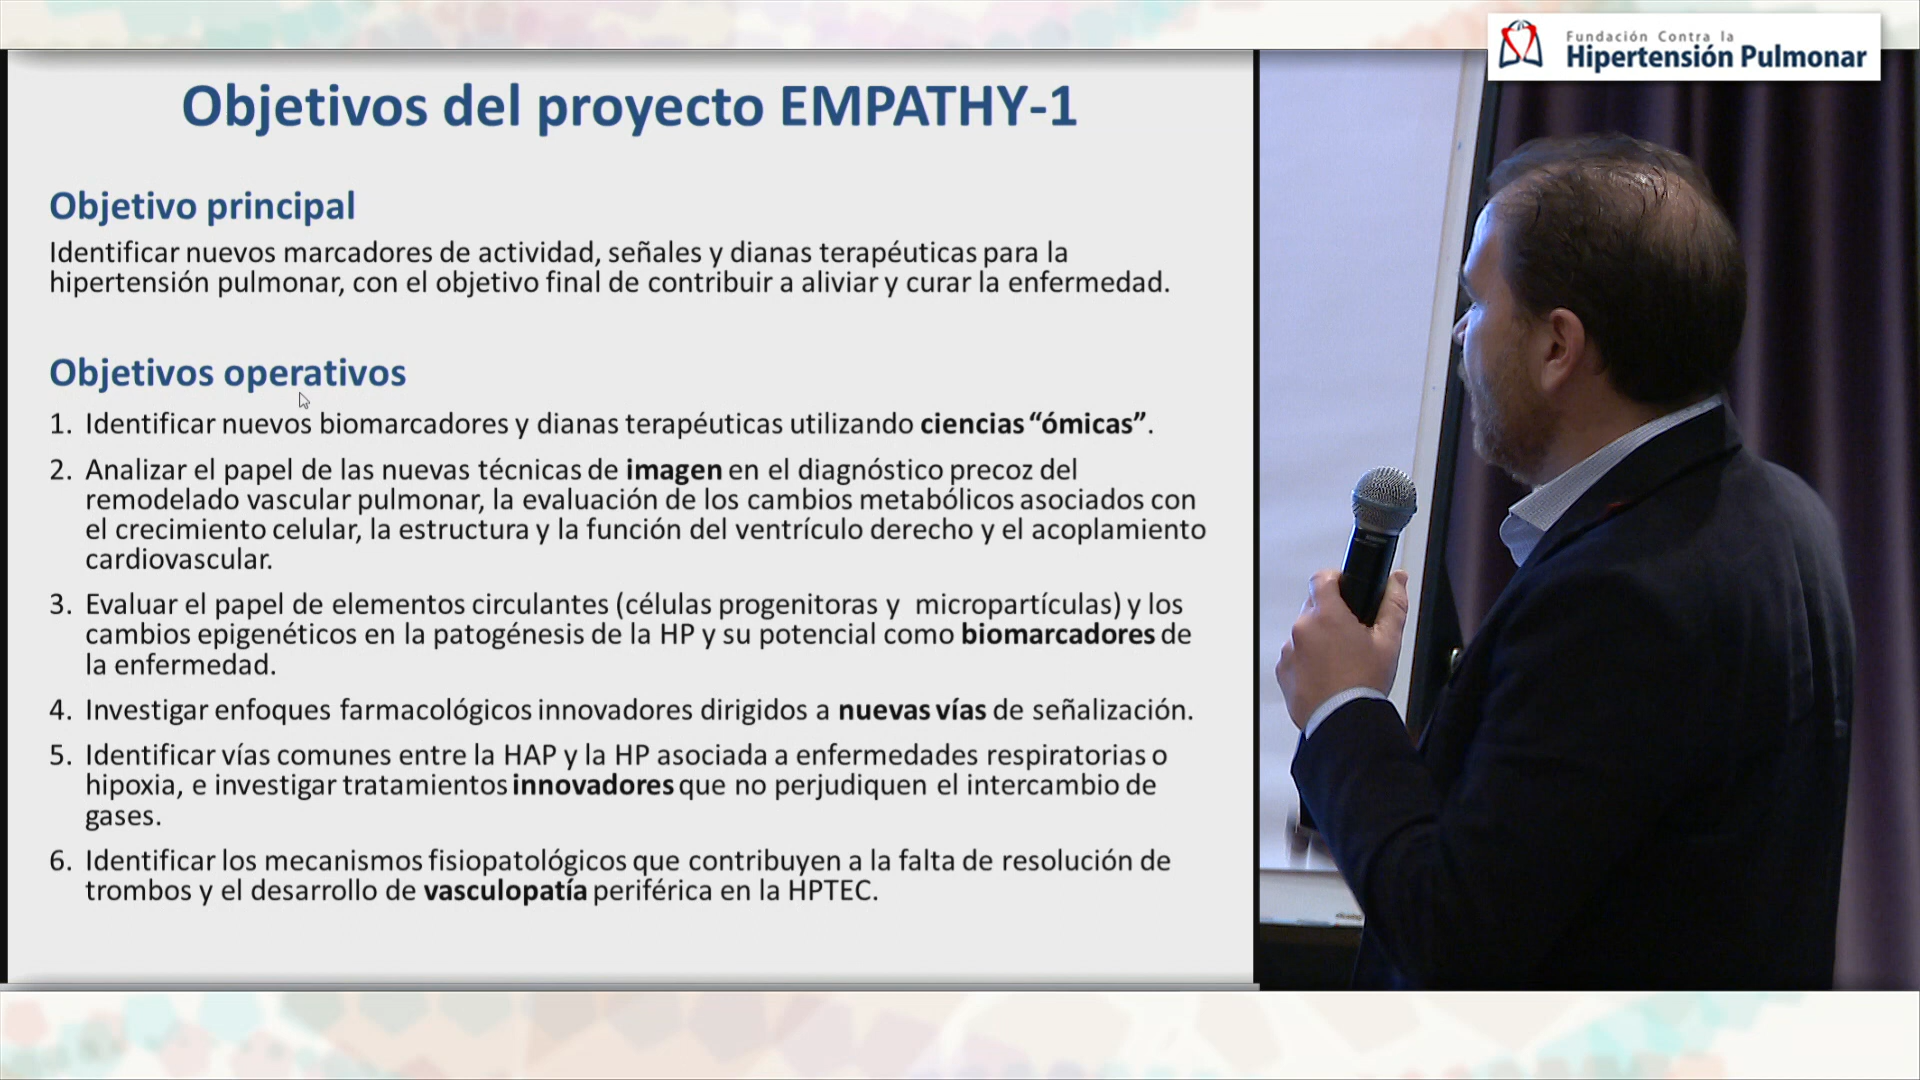 Fundación Contra la
Hipertensión Pulmonar
Objetivos del proyecto EMPATHY-1
Objetivo principal
Identificar nuevos marcadores de actividad, señales y dianas terapéuticas para la
hipertensión pulmonar, con el objetivo final de contribuir a aliviar y curar la enfermedad.
Objetivos operativos
1. Identificar nuevos biomarcadores y dianas terapéuticas utilizando ciencias “ómicas”.
2. Analizar el papel de las nuevas técnicas de imagen en el diagnóstico precoz del
remodelado vascular pulmonar, la evaluación de los cambios metabólicos asociados con
el crecimiento celular, la estructura y la función del ventrículo derecho y el acoplamiento
cardiovascular.
3. Evaluar el papel de elementos circulantes (células progenitoras y micropartículas) y los
cambios epigenéticos en la patogénesis de la HP y su potencial como biomarcadores de
la enfermedad.
4. Investigar enfoques farmacológicos innovadores dirigidos a nuevas vías de señalización.
5. Identificar vías comunes entre la HAP y la HP asociada a enfermedades respiratorias o
hipoxia, e investigar tratamientos innovadores que no perjudiquen el intercambio de
gases.
6. Identificar los mecanismos fisiopatológicos que contribuyen a la falta de resolución de
trombos y el desarrollo de vasculopatía periférica en la HPTEC.